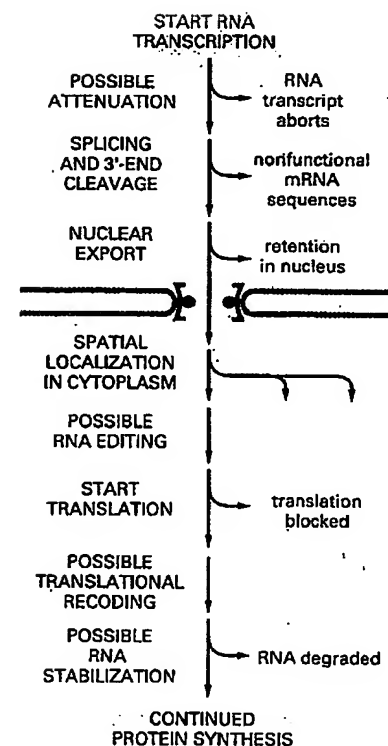 START RNA
TRANSCRIPTION
POSSIBLE
ATTENUATION
RNA
transcript
aborts
SPLICING
AND 3'-END
CLEAVAGE
nonfunctional
mRNA
sequences
NUCLEAR
EXPORT
retention
in nucleus
SPATIAL
LOCALIZATION
IN CYTOPLASM
POSSIBLE
RNA EDITING
START
TRANSLATION
translation
blocked
POSSIBLE
TRANSLATIONAL
RECODING
POSSIBLE
RNA
STABILIZATION
RNA degraded
CONTINUED
PROTEIN SYNTHESIS